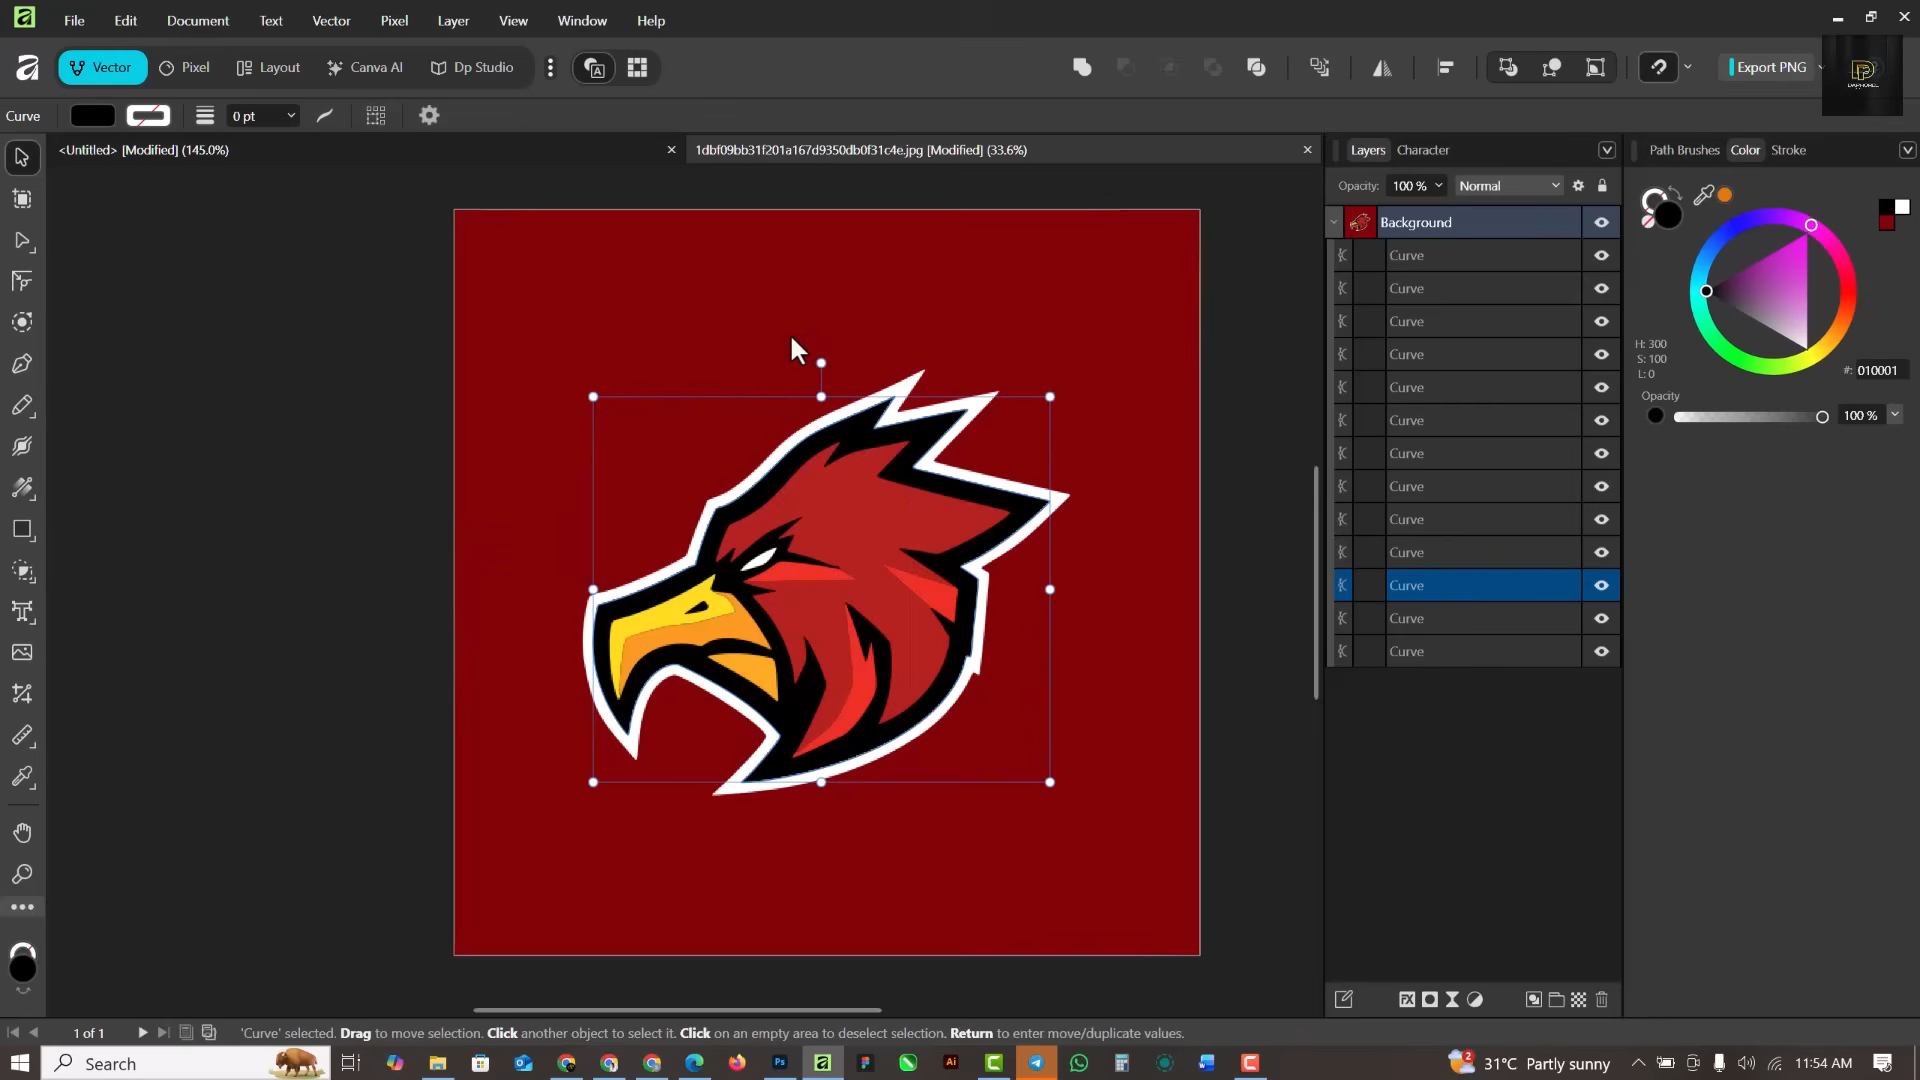 File Edit Document Text Vector Pixel Layer View Window Help
Vector Pixel Layout Canva AI Dp Studio Export PNG
Curve 0 pt
<Untitled> [Modified] (145.0%) 1dbf09bb31f201a167d9350db0f31c4e.jpg [Modified] (33.6%)
Layers Character
Opacity: 100 % Normal
Background
Curve
Curve
Curve
Curve
Curve
Curve
Curve
Curve
Curve
Curve
Curve
Curve
Curve
Path Brushes Color Stroke
H: 300
S: 100
L: 0
#: 010001
Opacity
100 %
1 of 1 'Curve' selected. Drag to move selection. Click another object to select it. Click on an empty area to deselect selection. Return to enter move/duplicate values.
Search 2 31°C Partly sunny 11:54 AM